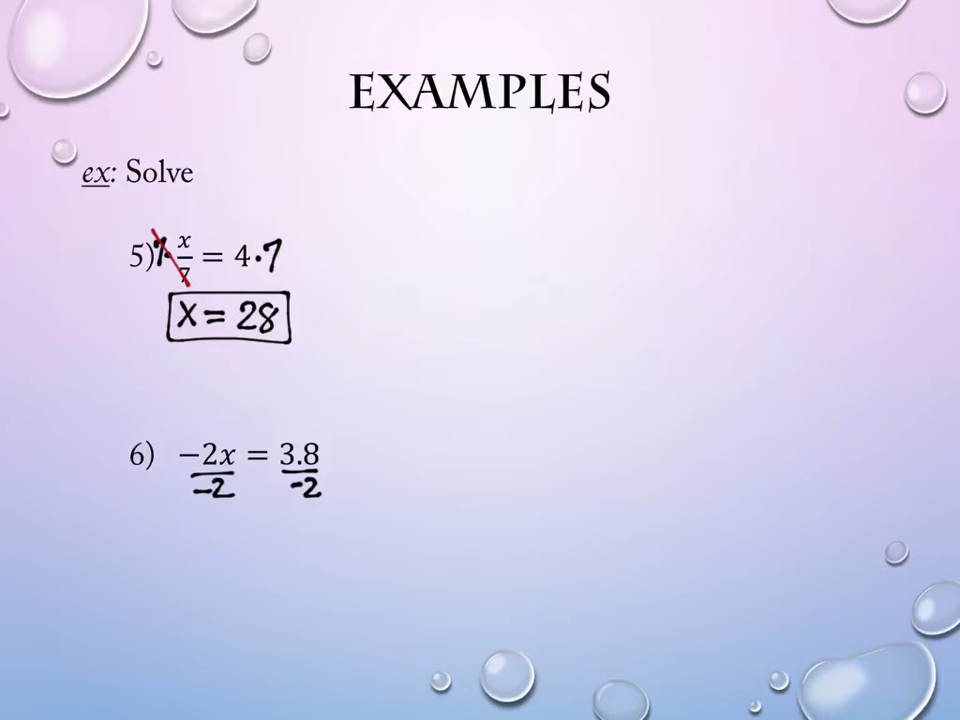 EXAMPLES
ex: Solve
5) 7· x/7 = 4 ·7
x = 28
6) −2x = 3.8
-2 -2